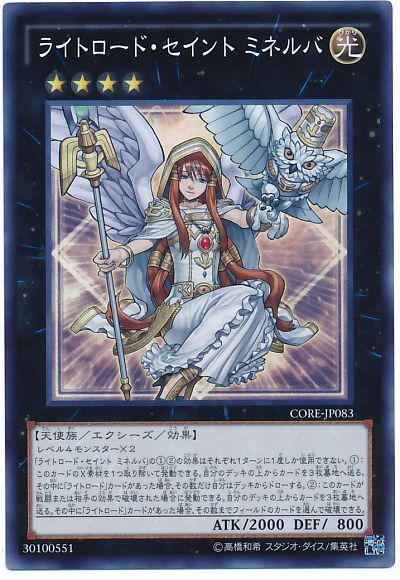 ライトロード・セイント ミネルバ
光
CORE-JP083
【天使族/エクシーズ/効果】
レベル4モンスター×2
「ライトロード・セイント ミネルバ」の①②の効果はそれぞれ1ターンに1度しか使用できない。①:
このカードのX素材を1つ取り除いて発動できる。自分のデッキの上からカードを3枚墓地へ送る。
その中に「ライトロード」カードがあった場合、その数だけ自分はデッキからドローする。②:このカード
が戦闘または相手の効果で破壊された場合に発動できる。自分のデッキの上からカードを3枚墓地
へ送る。その中に「ライトロード」カードがあった場合、その数までフィールドのカードを選んで破壊できる。
ATK/2000 DEF/ 800
30100551
©高橋和希 スタジオ・ダイス/集英社